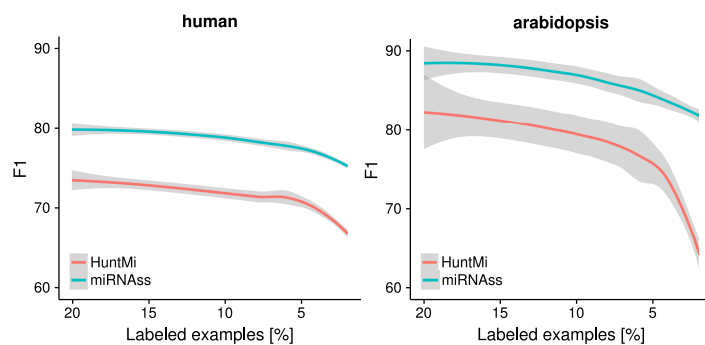 human
90
80
70
60
F1
HuntMi
miRNAss
20 15 10 5
Labeled examples [%]
arabidopsis
90
80
70
60
F1
HuntMi
miRNAss
20 15 10 5
Labeled examples [%]